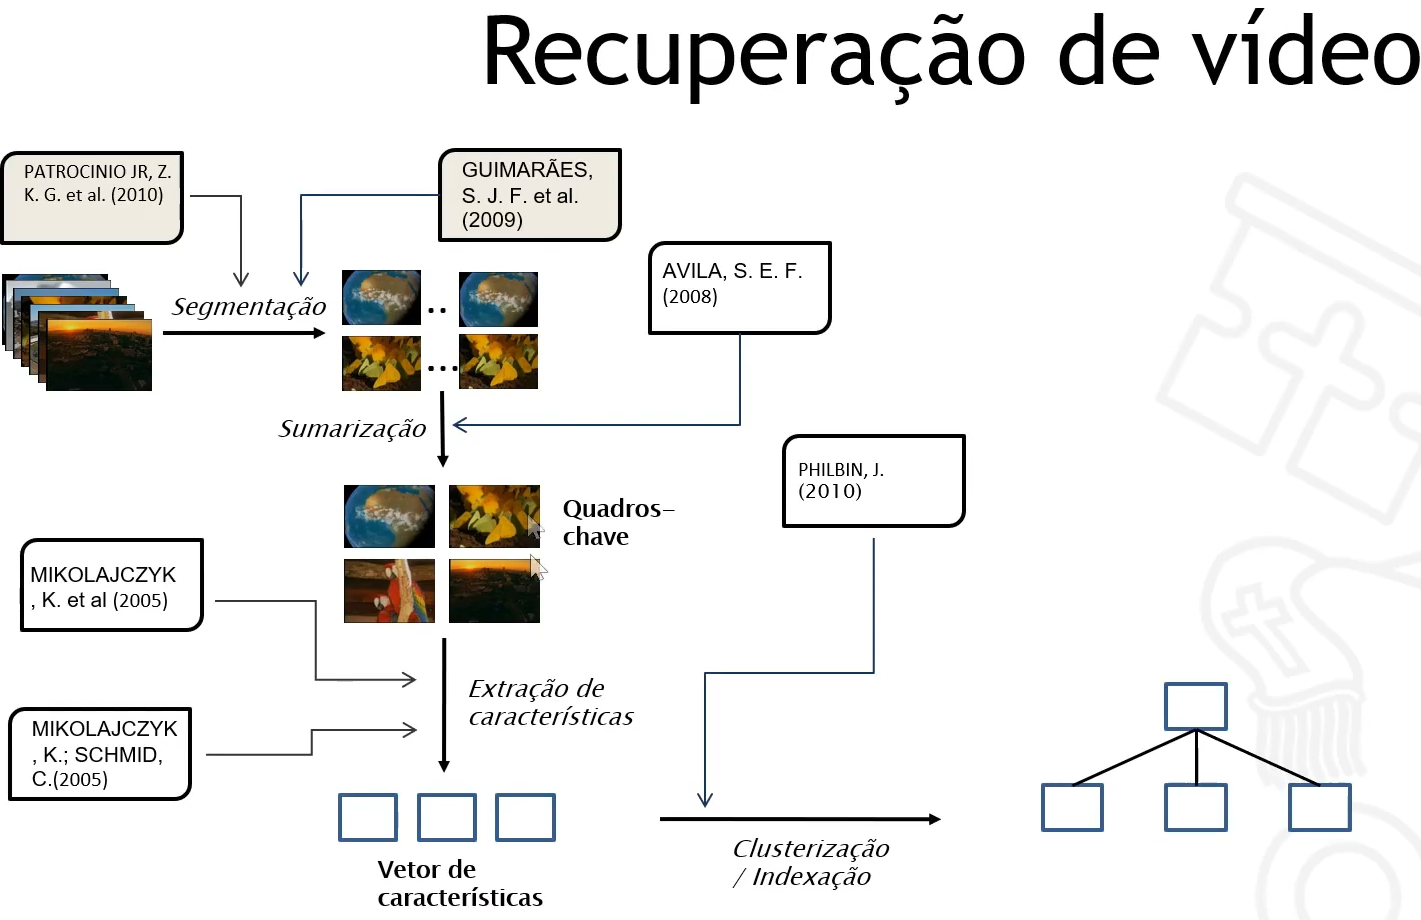 Recuperação de vídeo
PATROCINIO JR, Z.
K. G. et al. (2010)
GUIMARÃES,
S. J. F. et al.
(2009)
AVILA, S. E. F.
(2008)
Segmentação
..
...
Sumarização
PHILBIN, J.
(2010)
Quadros-
chave
MIKOLAJCZYK
, K. et al (2005)
Extração de
características
MIKOLAJCZYK
, K.; SCHMID,
C.(2005)
Clusterização
/ Indexação
Vetor de
características